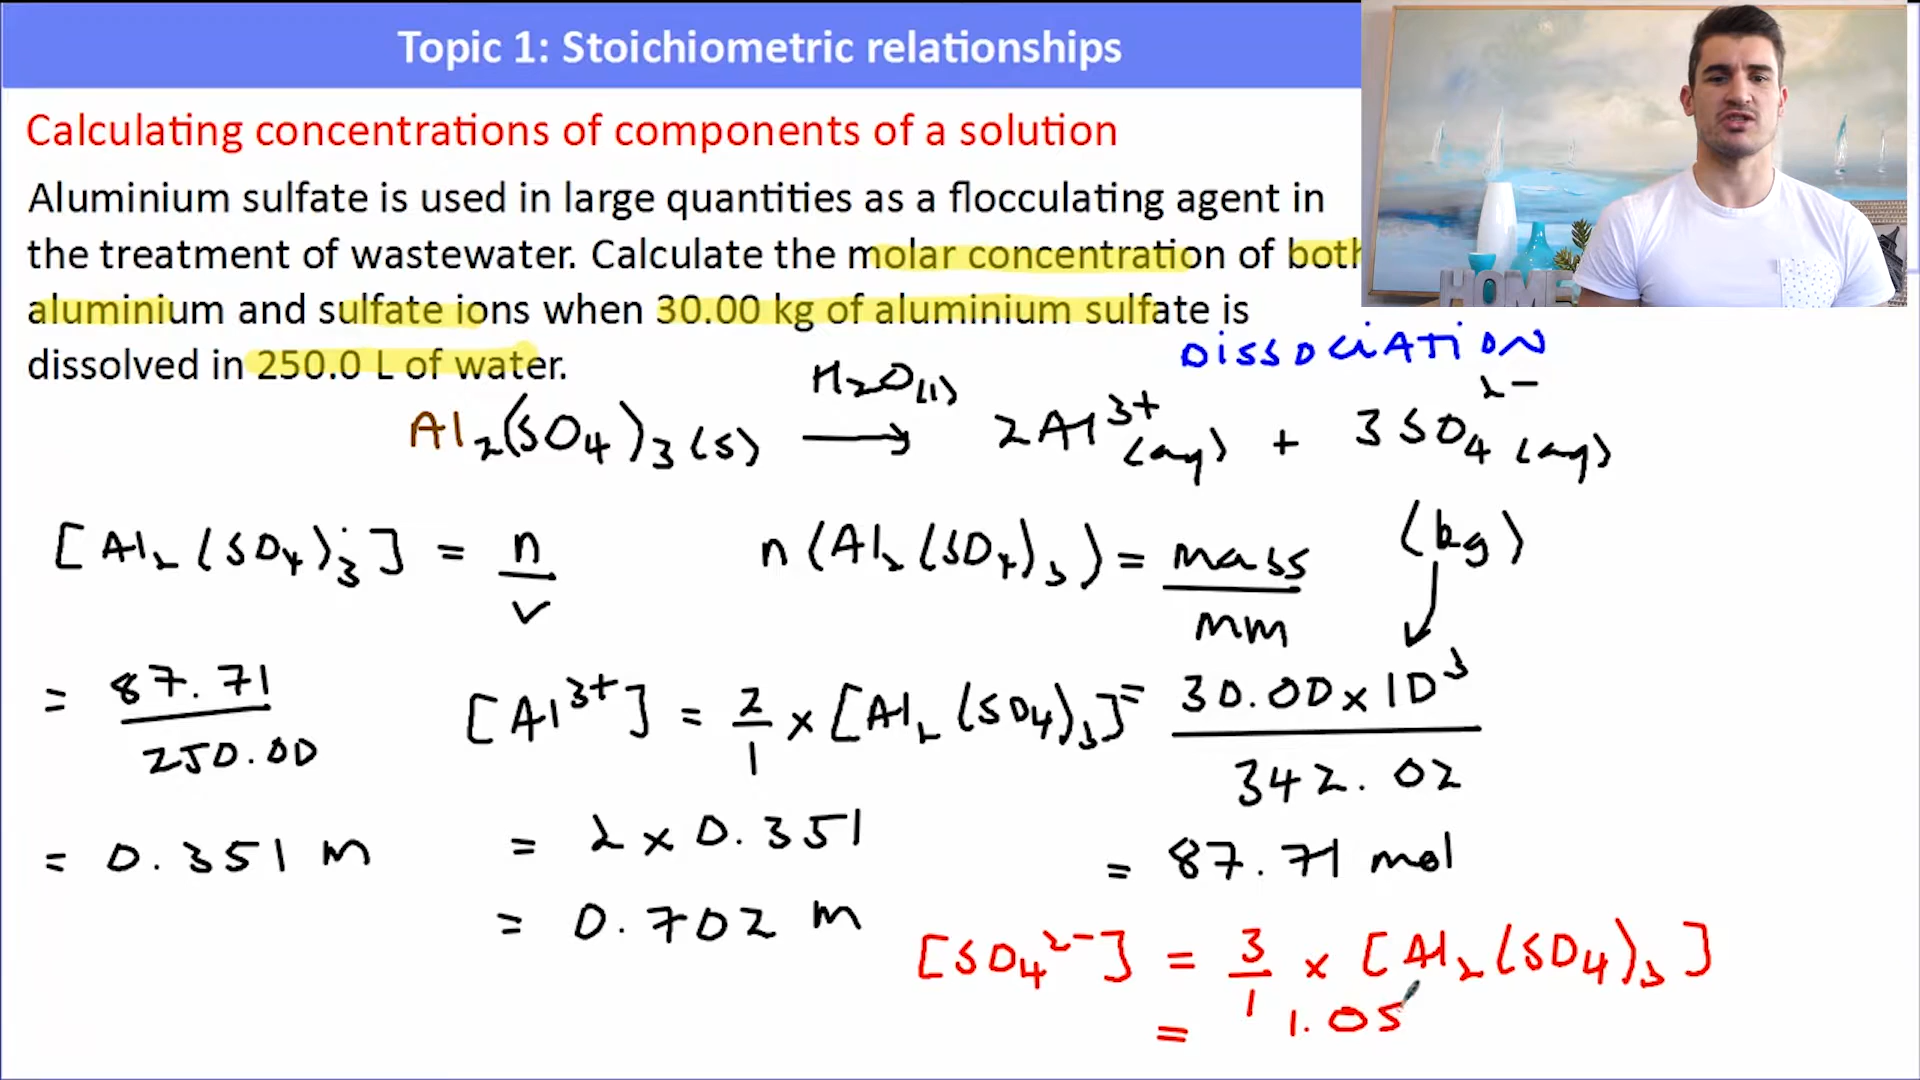 Topic 1: Stoichiometric relationships
Calculating concentrations of components of a solution
Aluminium sulfate is used in large quantities as a flocculating agent in
the treatment of wastewater. Calculate the molar concentration of both
aluminium and sulfate ions when 30.00 kg of aluminium sulfate is
dissolved in 250.0 L of water.
HOME
DISSOCIATION
Al₂(SO₄)₃(s) H₂O(l) → 2Al³⁺(aq) + 3SO₄²⁻(aq)
[Al₂(SO₄)₃] = n/v
n(Al₂(SO₄)₃) = mass/mm (kg)
= 87.71/250.00
[Al³⁺] = 2/1 × [Al₂(SO₄)₃]
= 30.00×10³/342.02
= 0.351 m
= 2 × 0.351
= 87.71 mol
= 0.702 m
[SO₄²⁻] = 3/1 × [Al₂(SO₄)₃]
= 1.05